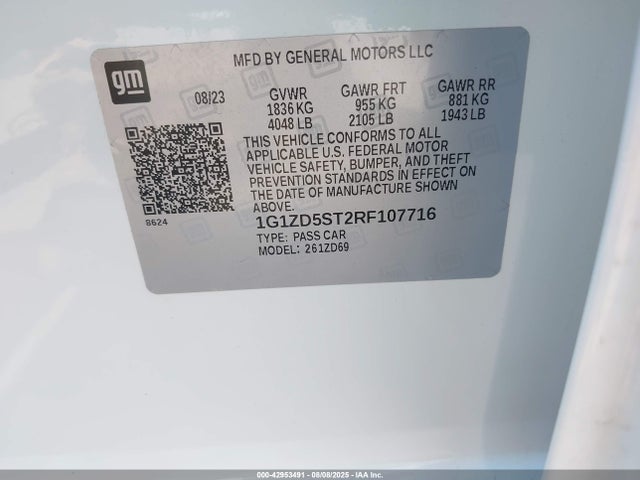 MFD BY GENERAL MOTORS LLC
gm
08/23
GVWR
1836 KG
4048 LB
GAWR FRT
955 KG
2105 LB
GAWR RR
881 KG
1943 LB
THIS VEHICLE CONFORMS TO ALL
APPLICABLE U.S. FEDERAL MOTOR
VEHICLE SAFETY, BUMPER, AND THEFT
PREVENTION STANDARDS IN EFFECT ON
THE DATE OF MANUFACTURE SHOWN
ABOVE.
8624
1G1ZD5ST2RF107716
TYPE: PASS CAR
MODEL: 261ZD69
000-42953491 - 08/08/2025 - IAA Inc.